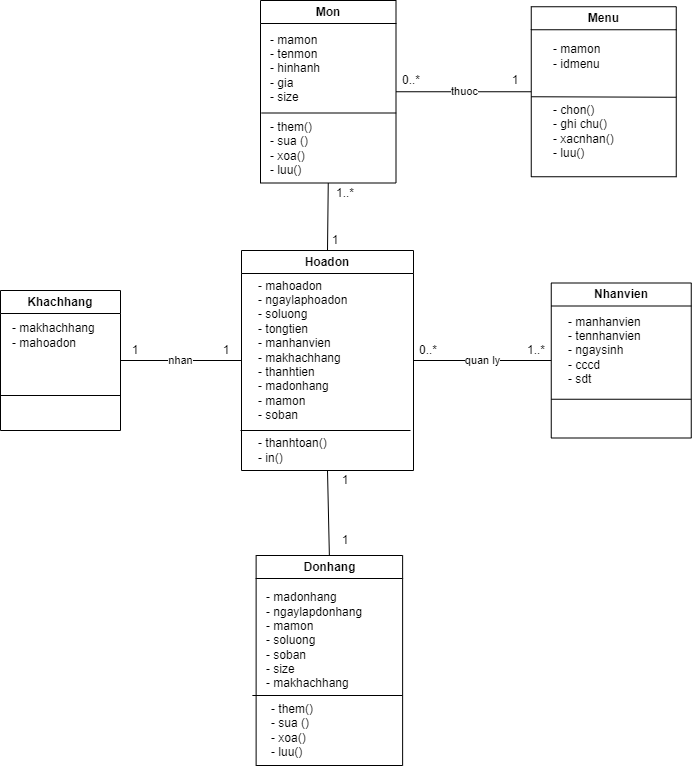 Mon
- mamon
- tenmon
- hinhanh
- gia
- size
- them()
- sua ()
- xoa()
- luu()
Menu
- mamon
- idmenu
- chon()
- ghi chu()
- xacnhan()
- luu()
0..*
thuoc
1
1..*
1
Hoadon
- mahoadon
- ngaylaphoadon
- soluong
- tongtien
- manhanvien
- makhachhang
- thanhtien
- madonhang
- mamon
- soban
- thanhtoan()
- in()
Khachhang
- makhachhang
- mahoadon
1
nhan
1
Nhanvien
- manhanvien
- tennhanvien
- ngaysinh
- cccd
- sdt
0..*
quan ly
1..*
1
1
Donhang
- madonhang
- ngaylapdonhang
- mamon
- soluong
- soban
- size
- makhachhang
- them()
- sua ()
- xoa()
- luu()